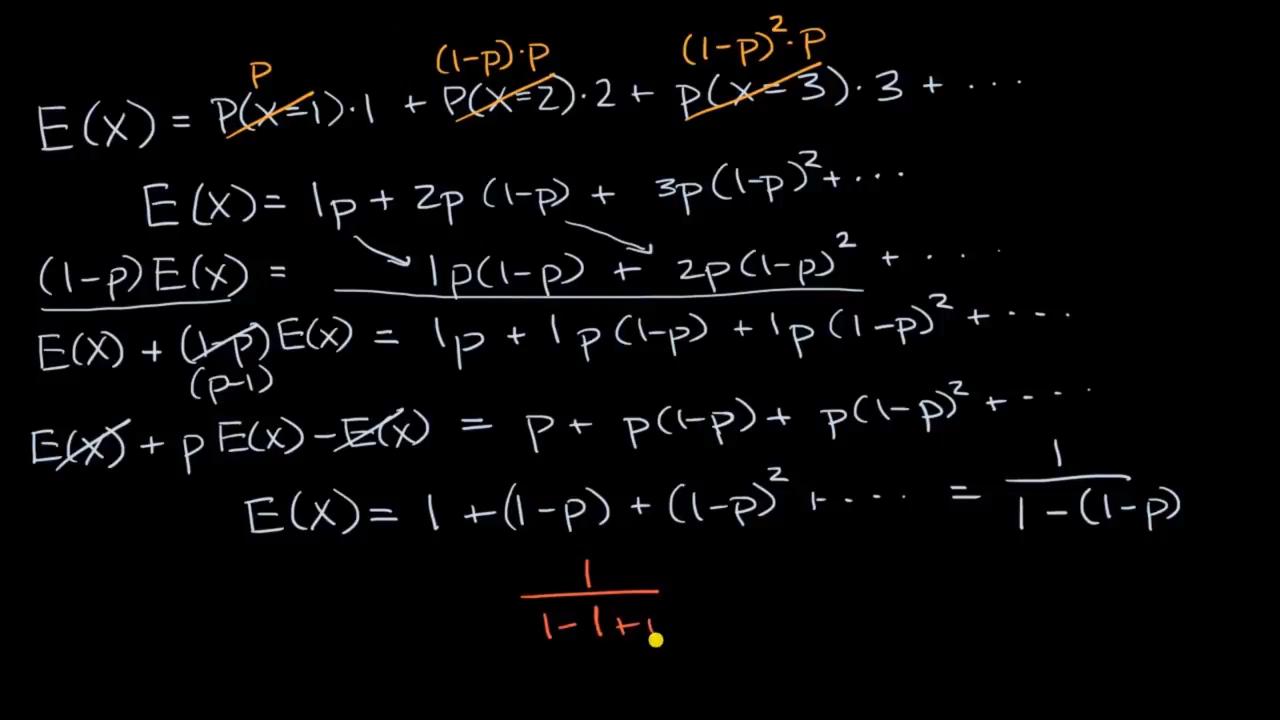 p (1-p)·p (1-p)²·p
E(X) = P(X=1)·1 + P(X=2)·2 + P(X=3)·3 + ···
E(X) = 1p + 2p(1-p) + 3p(1-p)² + ···
(1-p)E(X) = 1p(1-p) + 2p(1-p)² + ····
E(X) + (1-p)E(X) = 1p + 1p(1-p) + 1p(1-p)² + ····
(p-1)
E(X) + pE(X) - E(X) = p + p(1-p) + p(1-p)² + ····
E(X) = 1 + (1-p) + (1-p)² + ···· = 1/(1-(1-p))
1
1-1+